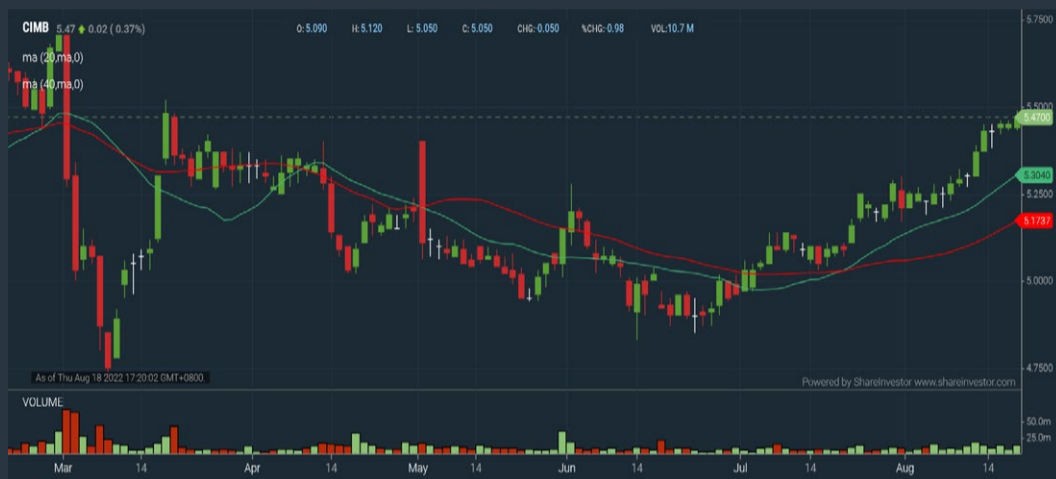 CIMB 5.47 0.02 ( 0.37%) O: 5.090 H: 5.120 L: 5.050 C: 5.050 CHG:-0.050 %CHG:-0.98 VOL:10.7 M
ma (20,ma,0)
ma (40,ma,0)
5.7500
5.5000
5.4700
5.3040
5.2500
5.1737
5.0000
4.7500
As of Thu Aug 18 2022 17:20:02 GMT+0800.
Powered by ShareInvestor www.shareinvestor.com
VOLUME
50.0m
25.0m
Mar 14 Apr 14 May 14 Jun 14 Jul 14 Aug 14